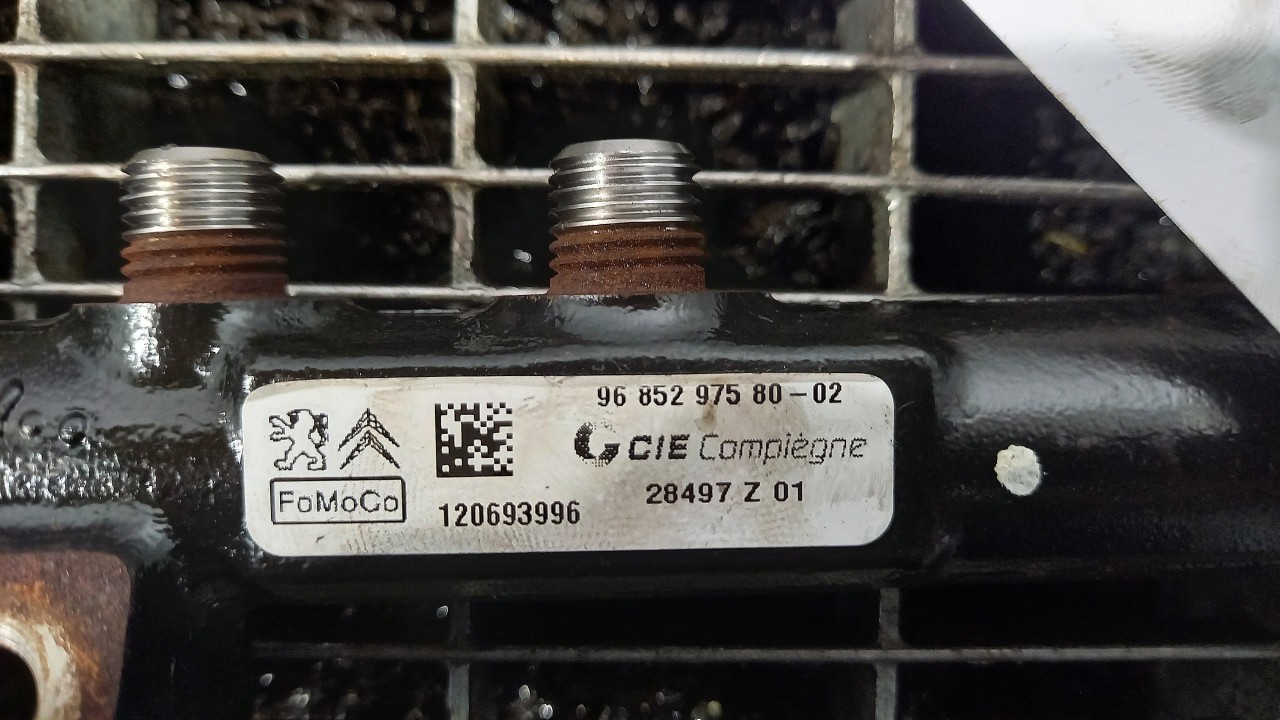 96 852 975 80-02
CIE Compiègne
28497 Z 01
FoMoCo
120693996